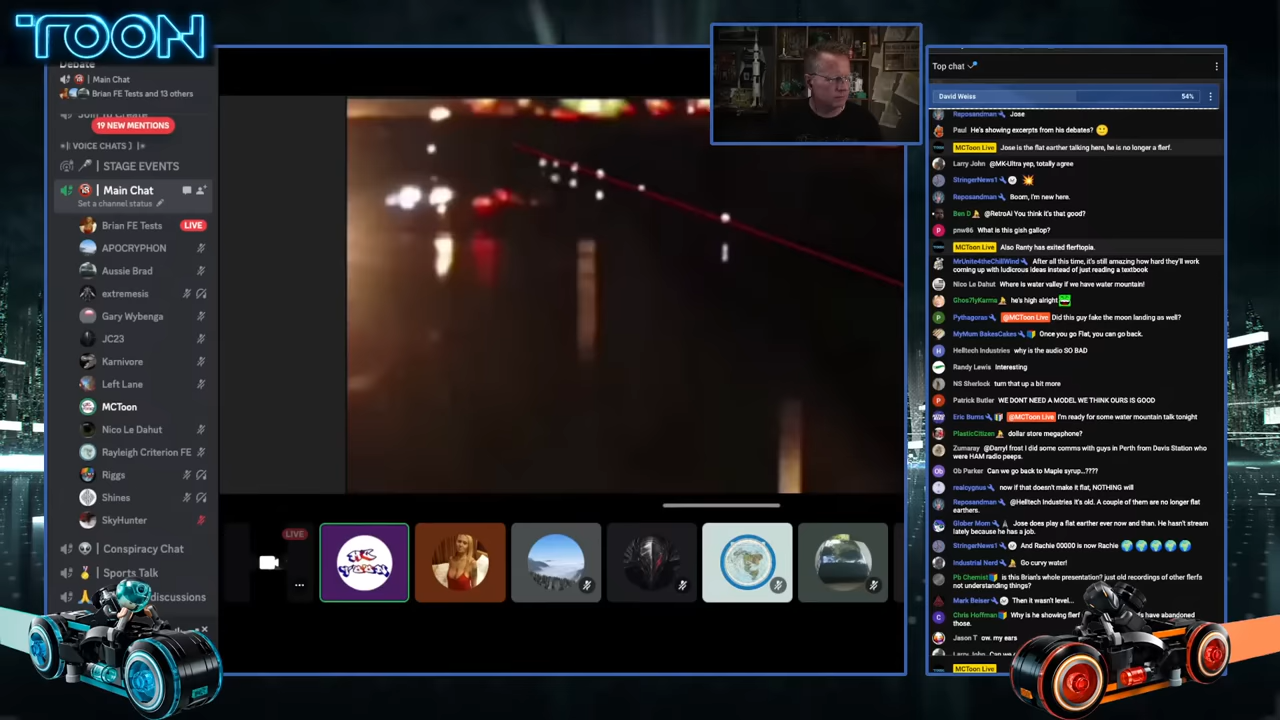 TOON
Debate
Main Chat
Brian FE Tests and 13 others
Join To Create
19 NEW MENTIONS
VOICE CHATS
STAGE EVENTS
Main Chat
Set a channel status
Brian FE Tests
LIVE
APOCRYPHON
Aussie Brad
extremesis
Gary Wybenga
JC23
Karnivore
Left Lane
MCToon
Nico Le Dahut
Rayleigh Criterion FE
Riggs
Shines
SkyHunter
Conspiracy Chat
Sports Talk
discussions
LIVE
MC
TOON
Top chat
David Weiss 54%
Reposandman Jose
Paul He's showing excerpts from his debates?
MCToon Live Jose is the flat earther talking here, he is no longer a flerf.
Larry John @MK-Ultra yep, totally agree
StringerNews1
Reposandman Boom, I'm new here.
Ben D @RetroAi You think it's that good?
pnw86 What is this gish gallop?
MCToon Live Also Ranty has exited flerftopia.
MrUnite4theChillWind After all this time, it's still amazing how hard they'll work
coming up with ludicrous ideas instead of just reading a textbook
Nico Le Dahut Where is water valley if we have water mountain!
Ghos7lyKarma he's high alright
Pythagoras @MCToon Live Did this guy fake the moon landing as well?
MyMum BakesCakes Once you go Flat, you can go back.
Helltech Industries why is the audio SO BAD
Randy Lewis Interesting
NS Sherlock turn that up a bit more
Patrick Butler WE DONT NEED A MODEL WE THINK OURS IS GOOD
Eric Burns @MCToon Live I'm ready for some water mountain talk tonight
PlasticCitizen dollar store megaphone?
Zumaray @Darryl frost I did some comms with guys in Perth from Davis Station who
were HAM radio peeps.
Ob Parker Can we go back to Maple syrup...????
realcygnus now if that doesn't make it flat, NOTHING will
Reposandman @Helltech Industries it's old. A couple of them are no longer flat
earthers.
Glober Mom Jose does play a flat earther ever now and than. He hasn't stream
lately because he has a job.
StringerNews1 And Rachie 00000 is now Rachie
Industrial Nerd Go curvy water!
Pb Chemist is this Brian's whole presentation? just old recordings of other flerfs
not understanding things?
Mark Beiser Then it wasn't level...
Chris Hoffman Why is he showing flerf have abandoned
those.
Jason T ow. my ears
Larry John
MCToon Live